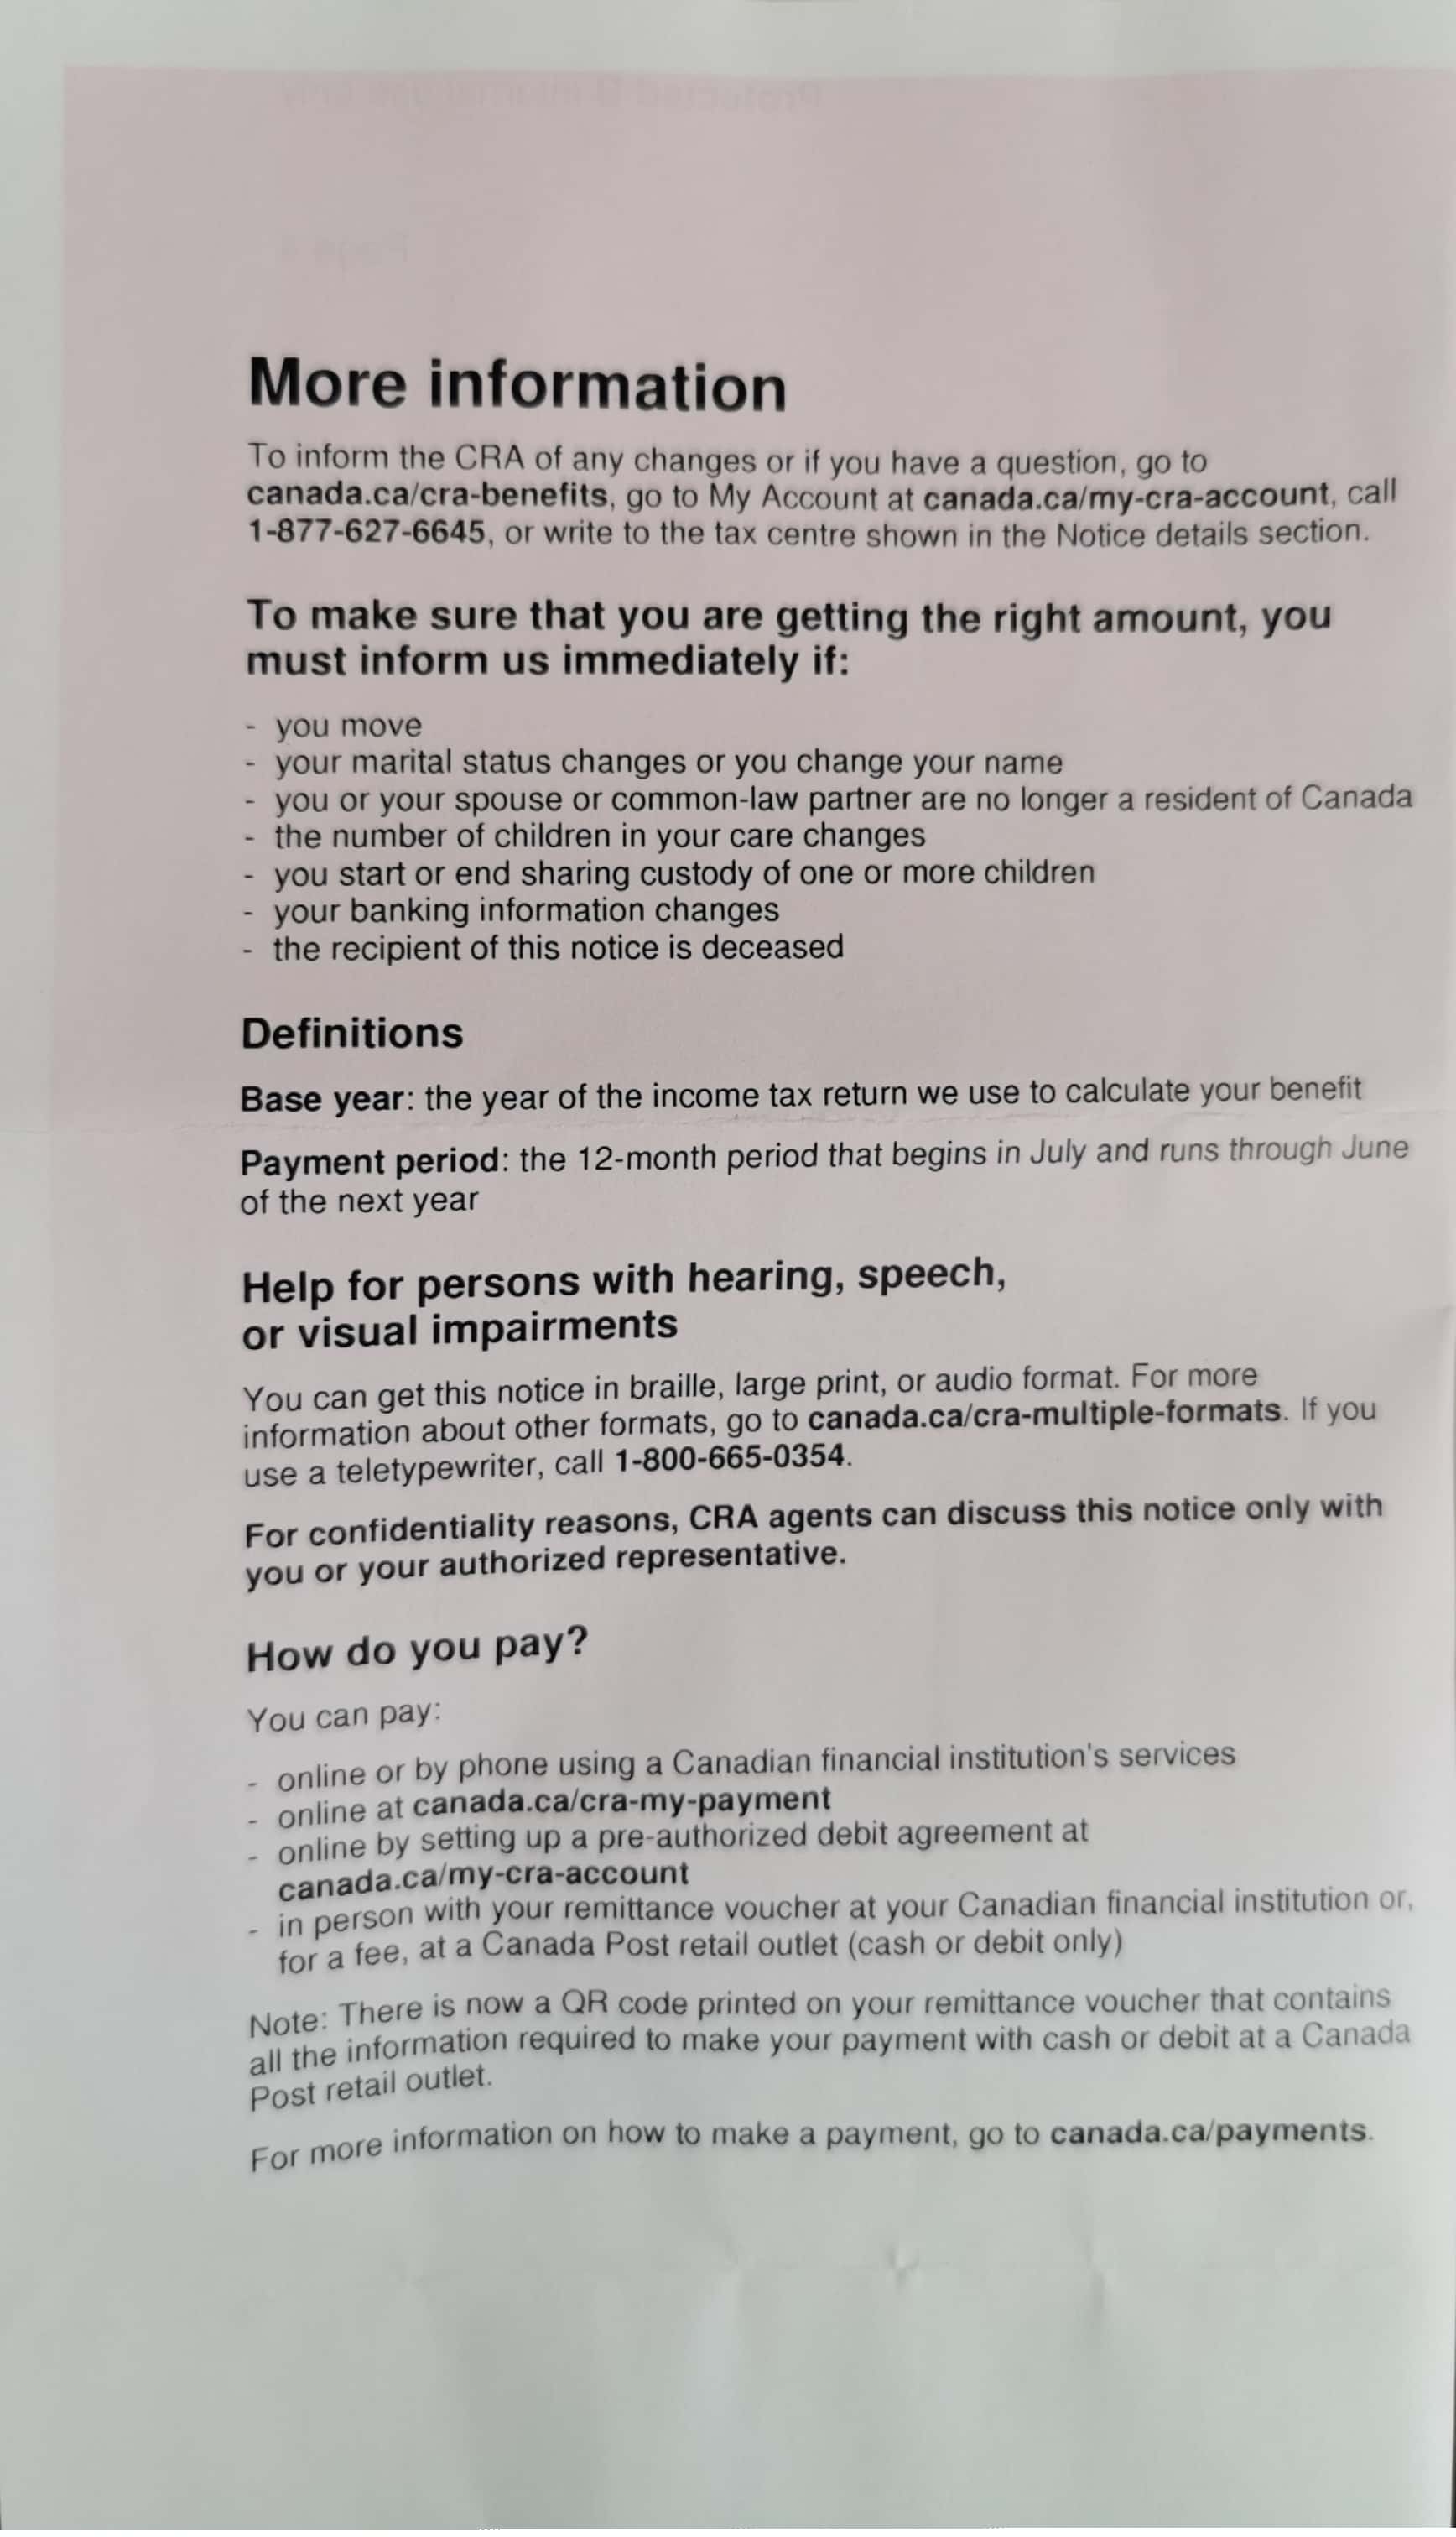 More information
To inform the CRA of any changes or if you have a question, go to
canada.ca/cra-benefits, go to My Account at canada.ca/my-cra-account, call
1-877-627-6645, or write to the tax centre shown in the Notice details section.
To make sure that you are getting the right amount, you
must inform us immediately if:
- you move
- your marital status changes or you change your name
- you or your spouse or common-law partner are no longer a resident of Canada
- the number of children in your care changes
- you start or end sharing custody of one or more children
- your banking information changes
- the recipient of this notice is deceased
Definitions
Base year: the year of the income tax return we use to calculate your benefit
Payment period: the 12-month period that begins in July and runs through June
of the next year
Help for persons with hearing, speech,
or visual impairments
You can get this notice in braille, large print, or audio format. For more
information about other formats, go to canada.ca/cra-multiple-formats. If you
use a teletypewriter, call 1-800-665-0354.
For confidentiality reasons, CRA agents can discuss this notice only with
you or your authorized representative.
How do you pay?
You can pay:
- online or by phone using a Canadian financial institution's services
- online at canada.ca/cra-my-payment
- online by setting up a pre-authorized debit agreement at
canada.ca/my-cra-account
- in person with your remittance voucher at your Canadian financial institution or,
for a fee, at a Canada Post retail outlet (cash or debit only)
Note: There is now a QR code printed on your remittance voucher that contains
all the information required to make your payment with cash or debit at a Canada
Post retail outlet.
For more information on how to make a payment, go to canada.ca/payments.